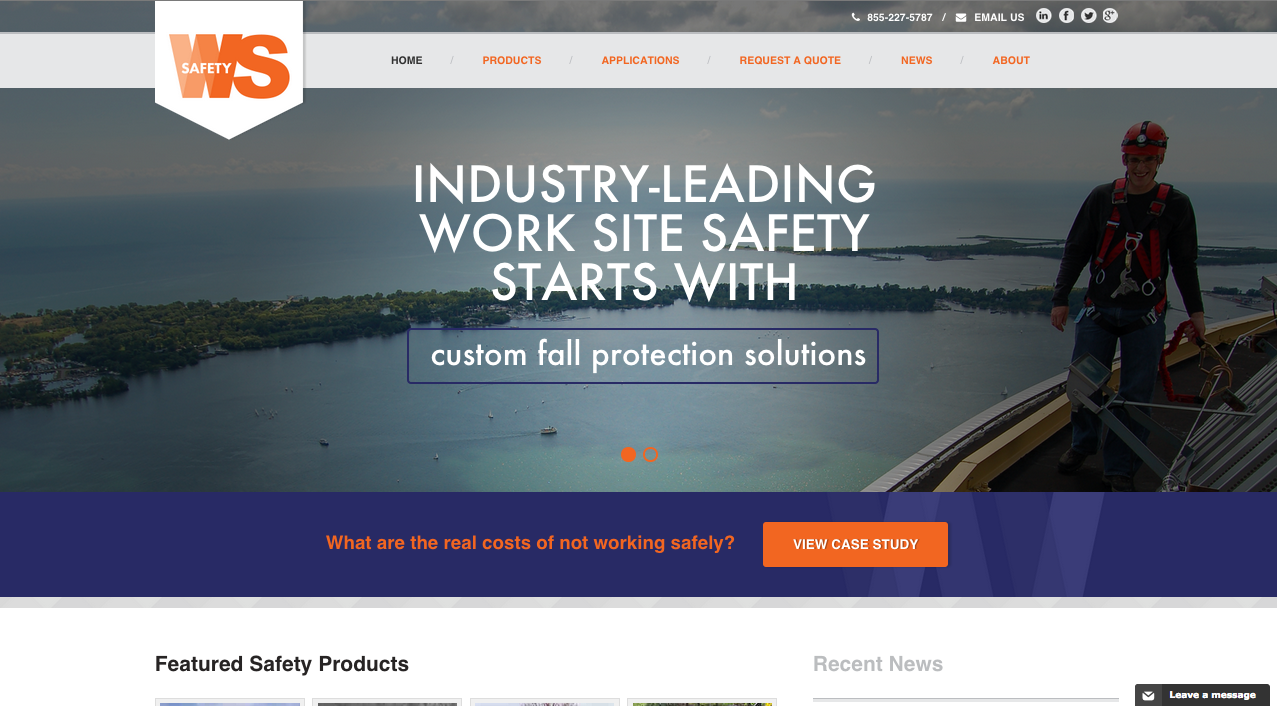 855-227-5787 / EMAIL US
WS
SAFETY
HOME / PRODUCTS / APPLICATIONS / REQUEST A QUOTE / NEWS / ABOUT
INDUSTRY-LEADING
WORK SITE SAFETY
STARTS WITH
custom fall protection solutions
What are the real costs of not working safely? VIEW CASE STUDY
Featured Safety Products
Recent News
Leave a message